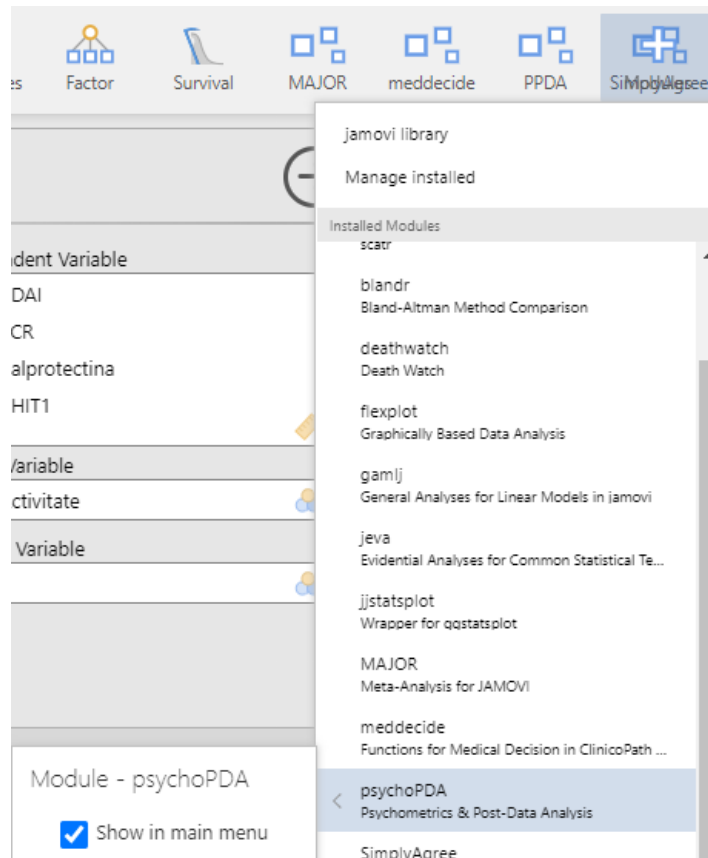 es
Factor
Survival
MAJOR
meddecide
PPDA
SimplyAgree
Modules
jamovi library
Manage installed
Installed Modules
scatr
blandr
Bland-Altman Method Comparison
deathwatch
Death Watch
flexplot
Graphically Based Data Analysis
gamlj
General Analyses for Linear Models in jamovi
jeva
Evidential Analyses for Common Statistical Te...
jjstatsplot
Wrapper for ggstatsplot
MAJOR
Meta-Analysis for JAMOVI
meddecide
Functions for Medical Decision in ClinicoPath ...
psychoPDA
Psychometrics & Post-Data Analysis
SimplyAgree
dent Variable
DAI
CR
alprotectina
HIT1
Variable
ctivitate
Variable
Module - psychoPDA
Show in main menu